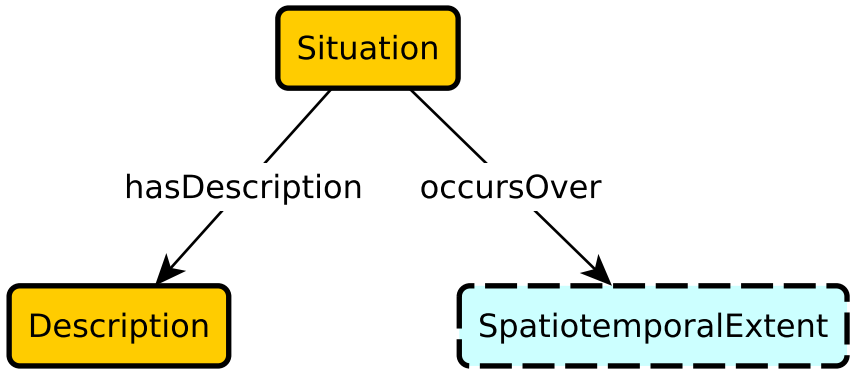 Situation
hasDescription
occursOver
Description
SpatiotemporalExtent